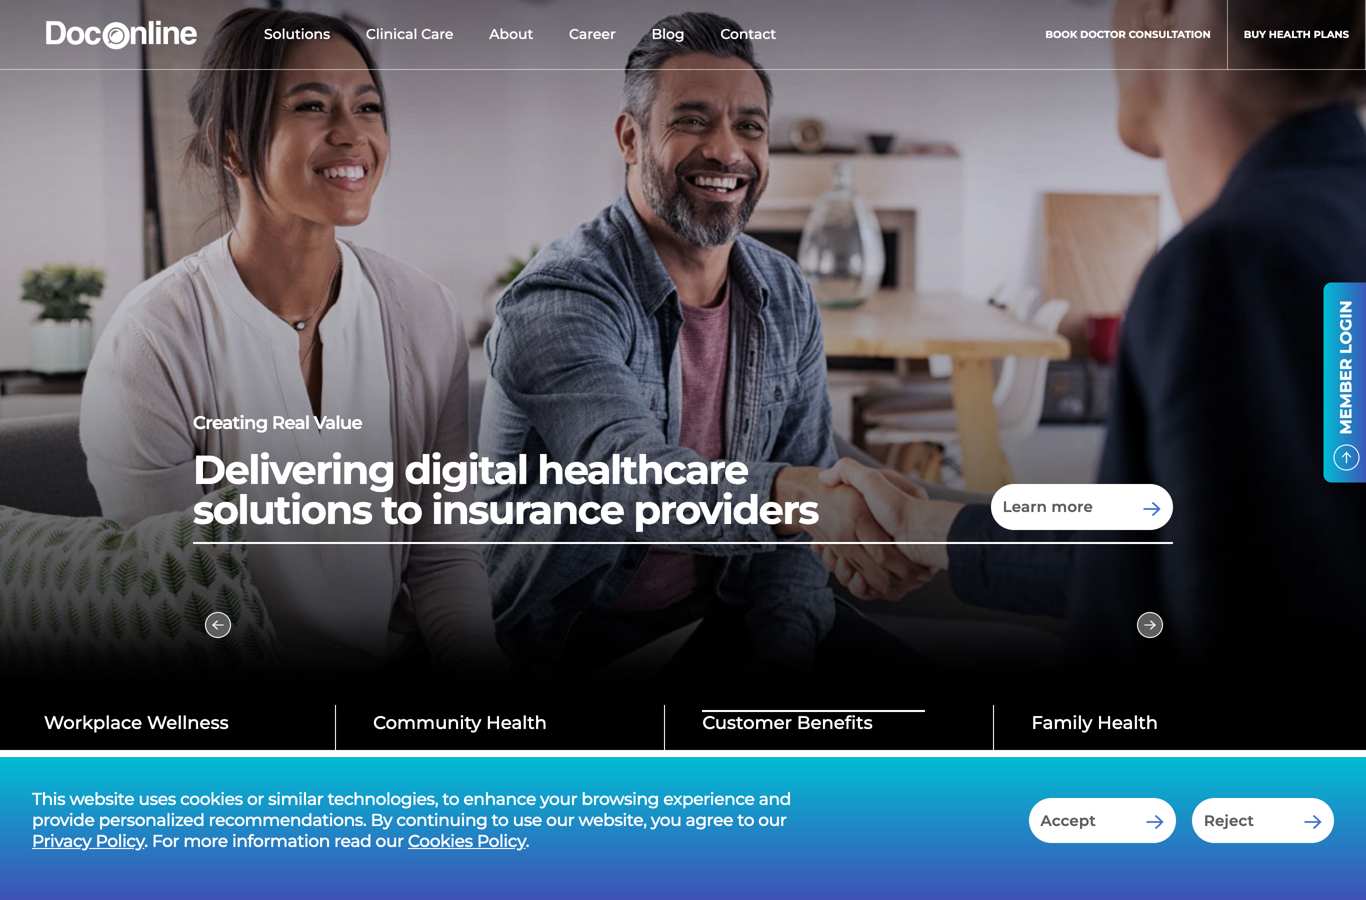 DocOnline
Solutions
Clinical Care
About
Career
Blog
Contact
BOOK DOCTOR CONSULTATION
BUY HEALTH PLANS
MEMBER LOGIN
Creating Real Value
Delivering digital healthcare
solutions to insurance providers
Learn more
Workplace Wellness
Community Health
Customer Benefits
Family Health
This website uses cookies or similar technologies, to enhance your browsing experience and
provide personalized recommendations. By continuing to use our website, you agree to our
Privacy Policy. For more information read our Cookies Policy.
Accept
Reject